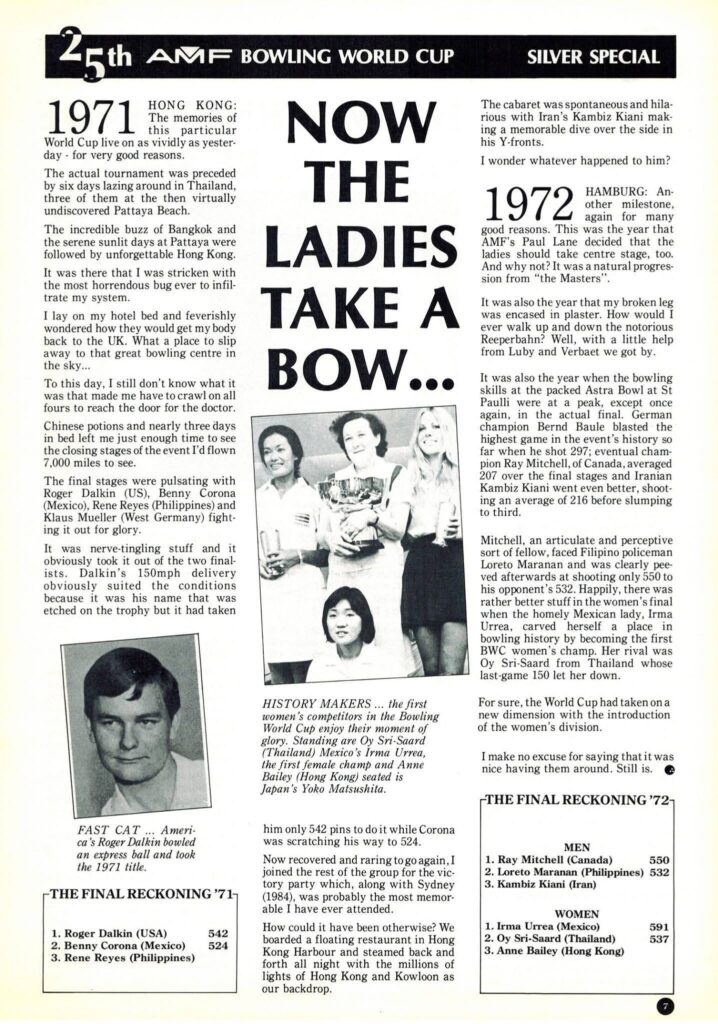 25th AMF BOWLING WORLD CUP SILVER SPECIAL
1971 HONG KONG:
The memories of
this particular
World Cup live on as vividly as yester-
day - for very good reasons.
The actual tournament was preceded
by six days lazing around in Thailand,
three of them at the then virtually
undiscovered Pattaya Beach.
The incredible buzz of Bangkok and
the serene sunlit days at Pattaya were
followed by unforgettable Hong Kong.
It was there that I was stricken with
the most horrendous bug ever to infil-
trate my system.
I lay on my hotel bed and feverishly
wondered how they would get my body
back to the UK. What a place to slip
away to that great bowling centre in
the sky...
To this day, I still don't know what it
was that made me have to crawl on all
fours to reach the door for the doctor.
Chinese potions and nearly three days
in bed left me just enough time to see
the closing stages of the event I'd flown
7,000 miles to see.
The final stages were pulsating with
Roger Dalkin (US), Benny Corona
(Mexico), Rene Reyes (Philippines) and
Klaus Mueller (West Germany) fight-
ing it out for glory.
It was nerve-tingling stuff and it
obviously took it out of the two final-
ists. Dalkin's 150mph delivery
obviously suited the conditions
because it was his name that was
etched on the trophy but it had taken
FAST CAT ... Ameri-
ca's Roger Dalkin bowled
an express ball and took
the 1971 title.
THE FINAL RECKONING '71
1. Roger Dalkin (USA) 542
2. Benny Corona (Mexico) 524
3. Rene Reyes (Philippines)
NOW
THE
LADIES
TAKE A
BOW...
HISTORY MAKERS ... the first
women's competitors in the Bowling
World Cup enjoy their moment of
glory. Standing are Oy Sri-Saard
(Thailand) Mexico's Irma Urrea,
the first female champ and Anne
Bailey (Hong Kong) seated is
Japan's Yoko Matsushita.
him only 542 pins to do it while Corona
was scratching his way to 524.
Now recovered and raring to go again, I
joined the rest of the group for the vic-
tory party which, along with Sydney
(1984), was probably the most memor-
able I have ever attended.
How could it have been otherwise? We
boarded a floating restaurant in Hong
Kong Harbour and steamed back and
forth all night with the millions of
lights of Hong Kong and Kowloon as
our backdrop.
The cabaret was spontaneous and hila-
rious with Iran's Kambiz Kiani mak-
ing a memorable dive over the side in
his Y-fronts.
I wonder whatever happened to him?
1972 HAMBURG: An-
other milestone,
again for many
good reasons. This was the year that
AMF's Paul Lane decided that the
ladies should take centre stage, too.
And why not? It was a natural progres-
sion from "the Masters".
It was also the year that my broken leg
was encased in plaster. How would I
ever walk up and down the notorious
Reeperbahn? Well, with a little help
from Luby and Verbaet we got by.
It was also the year when the bowling
skills at the packed Astra Bowl at St
Paulli were at a peak, except once
again, in the actual final. German
champion Bernd Baule blasted the
highest game in the event's history so
far when he shot 297; eventual cham-
pion Ray Mitchell, of Canada, averaged
207 over the final stages and Iranian
Kambiz Kiani went even better, shoot-
ing an average of 216 before slumping
to third.
Mitchell, an articulate and perceptive
sort of fellow, faced Filipino policeman
Loreto Maranan and was clearly pee-
ved afterwards at shooting only 550 to
his opponent's 532. Happily, there was
rather better stuff in the women's final
when the homely Mexican lady, Irma
Urrea, carved herself a place in
bowling history by becoming the first
BWC women's champ. Her rival was
Oy Sri-Saard from Thailand whose
last-game 150 let her down.
For sure, the World Cup had taken on a
new dimension with the introduction
of the women's division.
I make no excuse for saying that it was
nice having them around. Still is.
THE FINAL RECKONING '72
MEN
1. Ray Mitchell (Canada) 550
2. Loreto Maranan (Philippines) 532
3. Kambiz Kiani (Iran)
WOMEN
1. Irma Urrea (Mexico) 591
2. Oy Sri-Saard (Thailand) 537
3. Anne Bailey (Hong Kong)
7